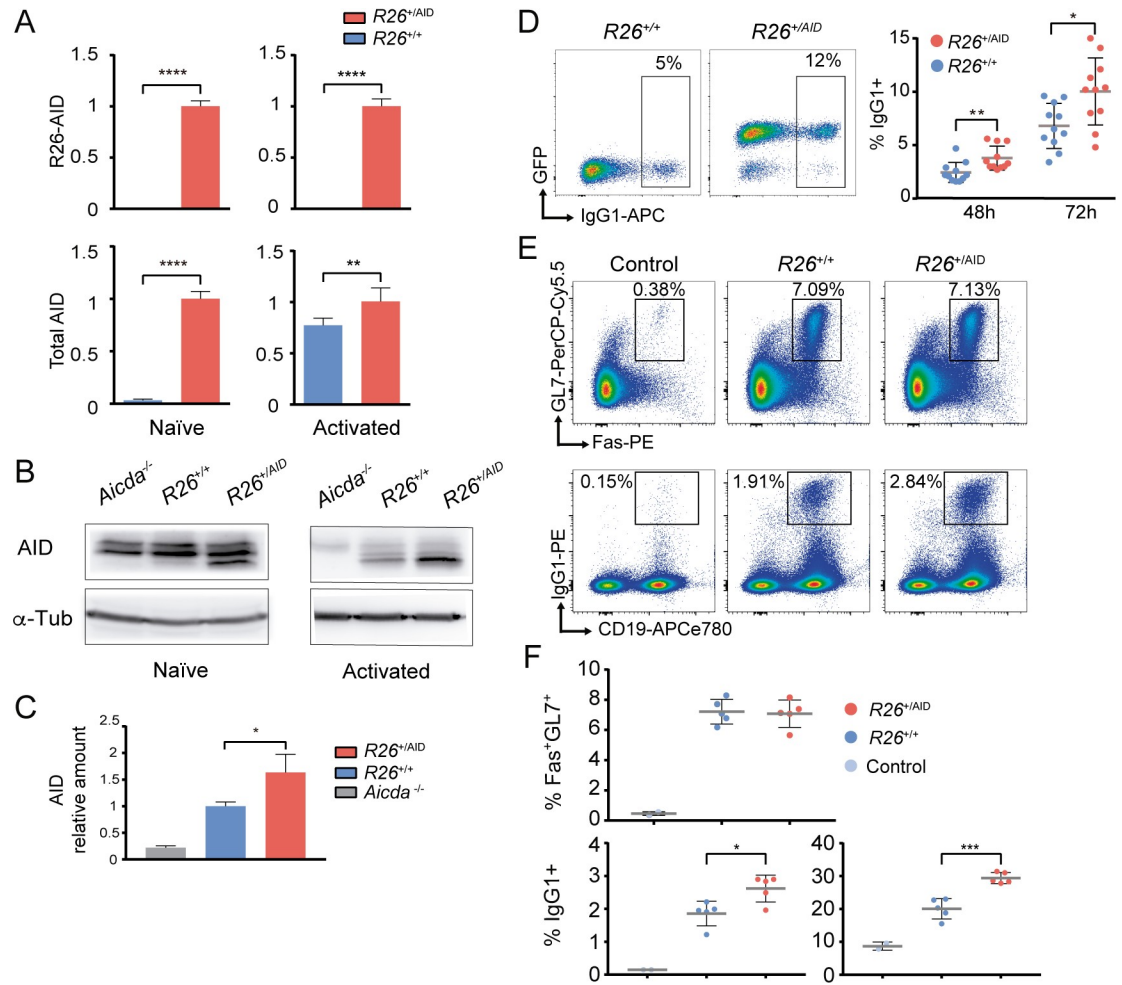 A
R26+/AID
R26+/+
R26-AID
1.5
1
0.5
0
****
1.5
1
0.5
0
****
Total AID
1.5
1
0.5
0
****
Naïve
1.5
1
0.5
0
**
Activated
B
Aicda-/-
R26+/+
R26+/AID
Aicda-/-
R26+/+
R26+/AID
AID
α-Tub
Naïve
Activated
C
AID
relative amount
2.5
2
1.5
1
0.5
0
*
R26+/AID
R26+/+
Aicda -/-
D
R26+/+
R26+/AID
5%
12%
GFP
IgG1-APC
% IgG1+
15
10
5
0
R26+/AID
R26+/+
**
*
48h
72h
E
Control
R26+/+
R26+/AID
GL7-PerCP-Cy5.5
0.38%
7.09%
7.13%
Fas-PE
IgG1-PE
0.15%
1.91%
2.84%
CD19-APCe780
F
% Fas+GL7+
10
8
6
4
2
0
R26+/AID
R26+/+
Control
% IgG1+
4
3
2
1
0
*
40
30
20
10
0
***